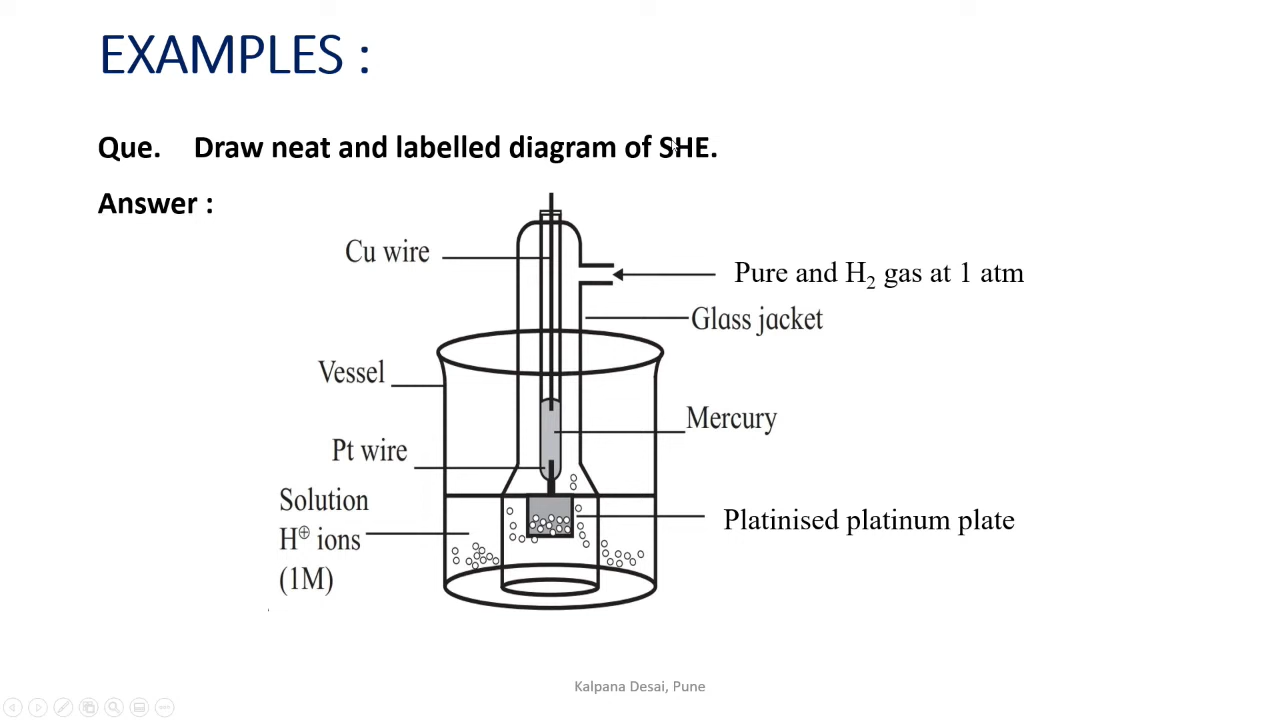 EXAMPLES :
Que. Draw neat and labelled diagram of SHE.
Answer :
Cu wire
Pure and H₂ gas at 1 atm
Glass jacket
Vessel
Mercury
Pt wire
Solution
H⊕ ions
(1M)
Platinised platinum plate
Kalpana Desai, Pune